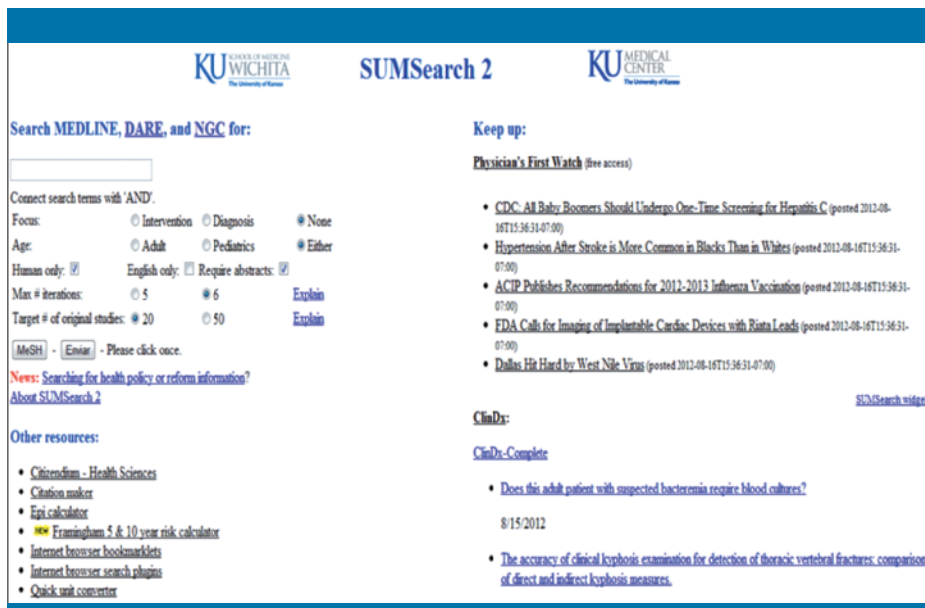 KU SCHOOL OF MEDICINE
WICHITA
The University of Kansas
SUMSearch 2
KU MEDICAL
CENTER
The University of Kansas
Search MEDLINE, DARE, and NGC for:
Connect search terms with 'AND'.
Focus: Intervention Diagnosis None
Age: Adult Pediatrics Either
Human only: English only: Require abstracts:
Max # iterations: 5 6 Explain
Target # of original studies: 20 50 Explain
MeSH - Enviar - Please click once.
News: Searching for health policy or reform information?
About SUMSearch 2
Other resources:
• Citizendium - Health Sciences
• Citation maker
• Epi calculator
• NEW Framingham 5 & 10 year risk calculator
• Internet browser bookmarklets
• Internet browser search plugins
• Quick unit converter
Keep up:
Physician's First Watch (free access)
• CDC: All Baby Boomers Should Undergo One-Time Screening for Hepatitis C (posted 2012-08-
16T15:36:31-07:00)
• Hypertension After Stroke is More Common in Blacks Than in Whites (posted 2012-08-16T15:36:31-
07:00)
• ACIP Publishes Recommendations for 2012-2013 Influenza Vaccination (posted 2012-08-16T15:36:31-
07:00)
• FDA Calls for Imaging of Implantable Cardiac Devices with Riata Leads (posted 2012-08-16T15:36:31-
07:00)
• Dallas Hit Hard by West Nile Virus (posted 2012-08-16T15:36:31-07:00)
SUMSearch widge
ClinDx:
ClinDx-Complete
• Does this adult patient with suspected bacteremia require blood cultures?
8/15/2012
• The accuracy of clinical kyphosis examination for detection of thoracic vertebral fractures: comparison
of direct and indirect kyphosis measures.